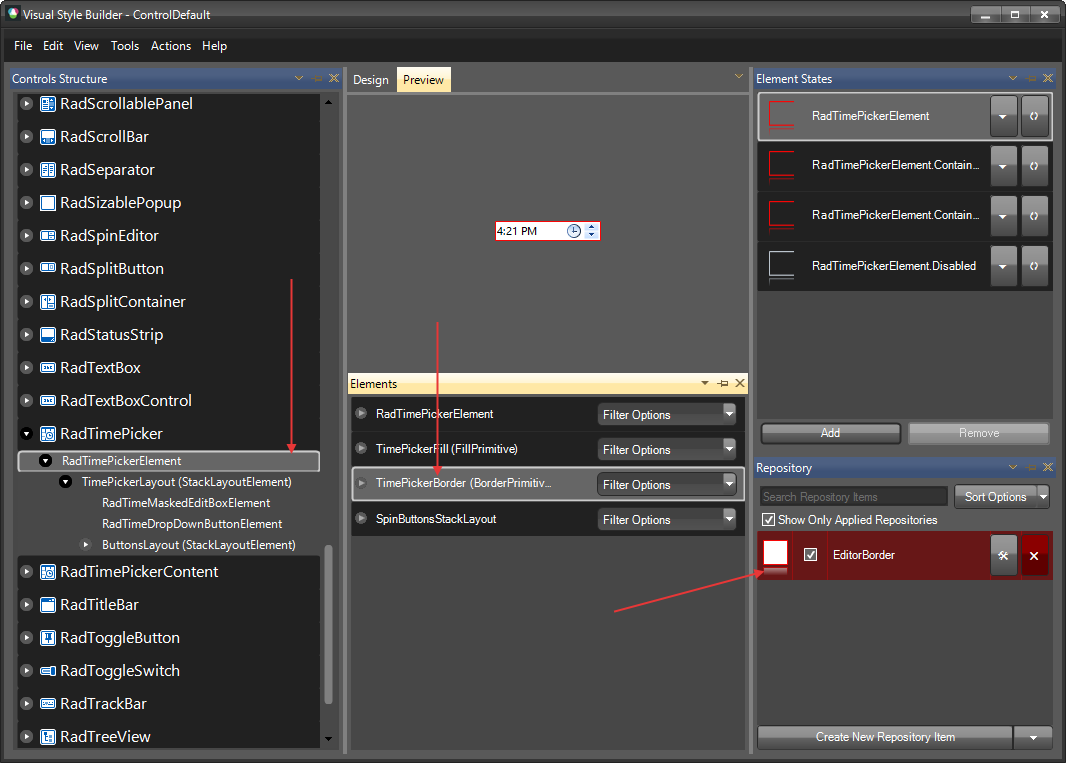 Visual Style Builder - ControlDefault
File Edit View Tools Actions Help
Controls Structure
RadScrollablePanel
RadScrollBar
RadSeparator
RadSizablePopup
RadSpinEditor
RadSplitButton
RadSplitContainer
RadStatusStrip
RadTextBox
RadTextBoxControl
RadTimePicker
RadTimePickerElement
TimePickerLayout (StackLayoutElement)
RadTimeMaskedEditBoxElement
RadTimeDropDownButtonElement
ButtonsLayout (StackLayoutElement)
RadTimePickerContent
RadTitleBar
RadToggleButton
RadToggleSwitch
RadTrackBar
RadTreeView
Design Preview
4:21 PM
Elements
RadTimePickerElement Filter Options
TimePickerFill (FillPrimitive) Filter Options
TimePickerBorder (BorderPrimitiv... Filter Options
SpinButtonsStackLayout Filter Options
Element States
RadTimePickerElement
RadTimePickerElement.Contain...
RadTimePickerElement.Contain...
RadTimePickerElement.Disabled
Add Remove
Repository
Search Repository Items Sort Options
Show Only Applied Repositories
EditorBorder
Create New Repository Item